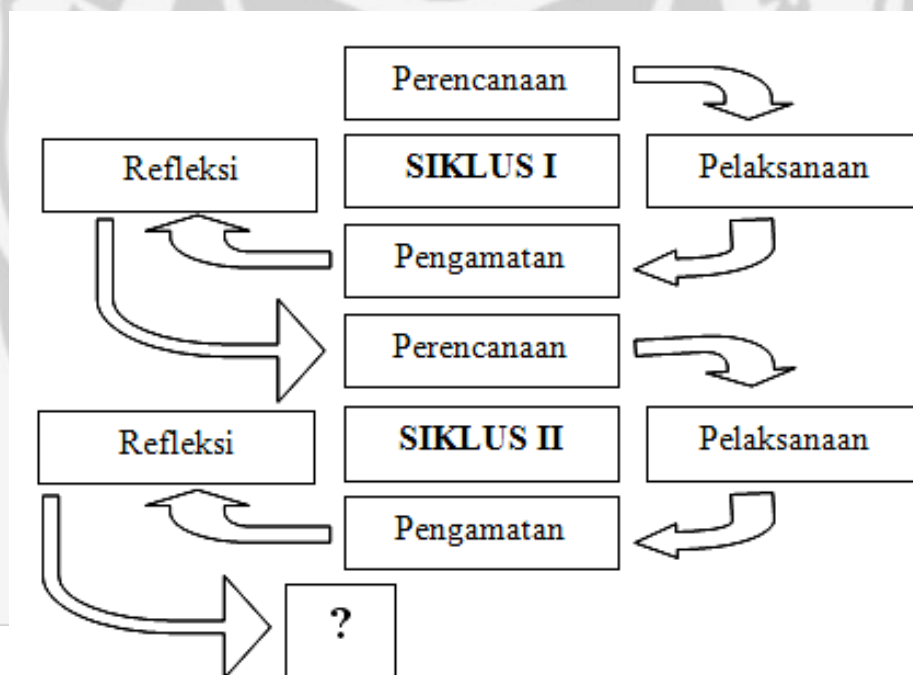 Perencanaan
Refleksi
SIKLUS I
Pelaksanaan
Pengamatan
Perencanaan
Refleksi
SIKLUS II
Pelaksanaan
Pengamatan
?